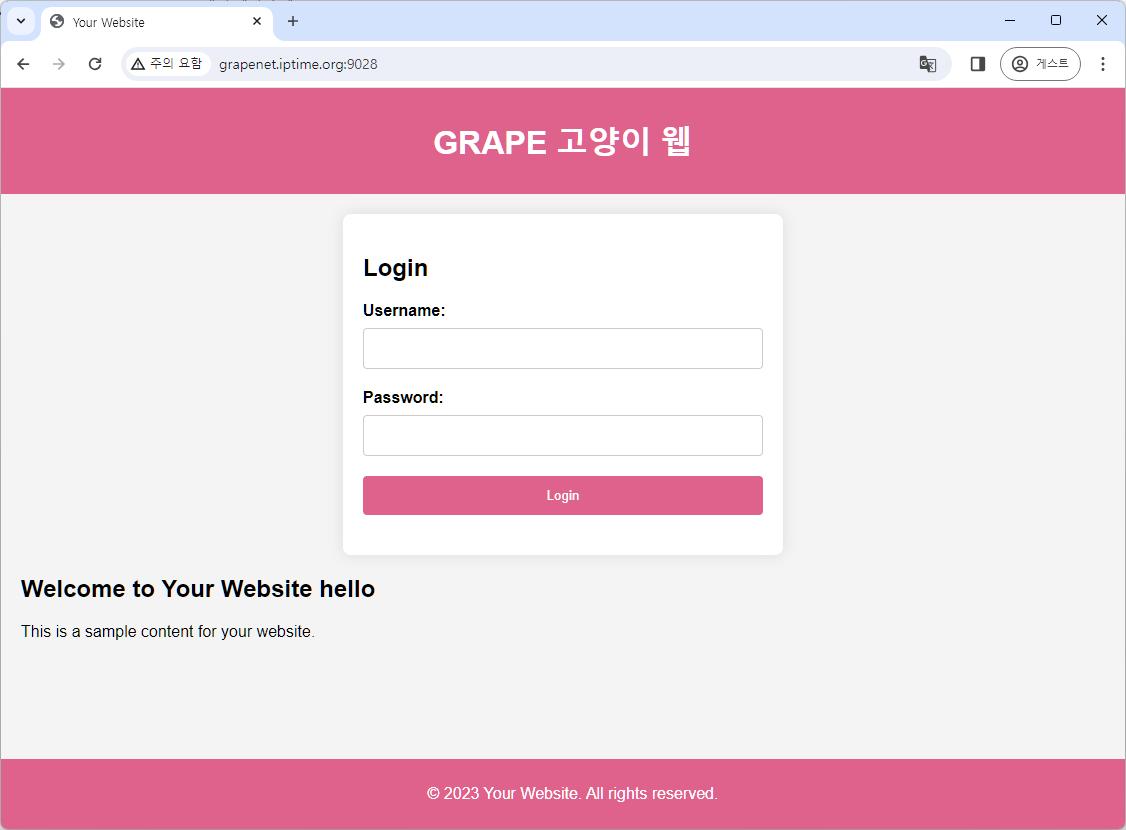 Your Website
주의 요함 grapenet.iptime.org:9028 게스트
GRAPE 고양이 웹
Login
Username:
Password:
Login
Welcome to Your Website hello
This is a sample content for your website.
© 2023 Your Website. All rights reserved.